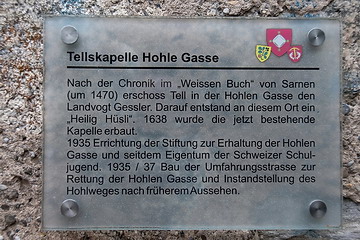 Tellskapelle Hohle Gasse
Nach der Chronik im „Weissen Buch" von Sarnen
(um 1470) erschoss Tell in der Hohlen Gasse den
Landvogt Gessler. Darauf entstand an diesem Ort ein
„Heilig Hüsli". 1638 wurde die jetzt bestehende
Kapelle erbaut.
1935 Errichtung der Stiftung zur Erhaltung der Hohlen
Gasse und seitdem Eigentum der Schweizer Schul-
jugend. 1935 / 37 Bau der Umfahrungsstrasse zur
Rettung der Hohlen Gasse und Instandstellung des
Hohlweges nach früherem Aussehen.